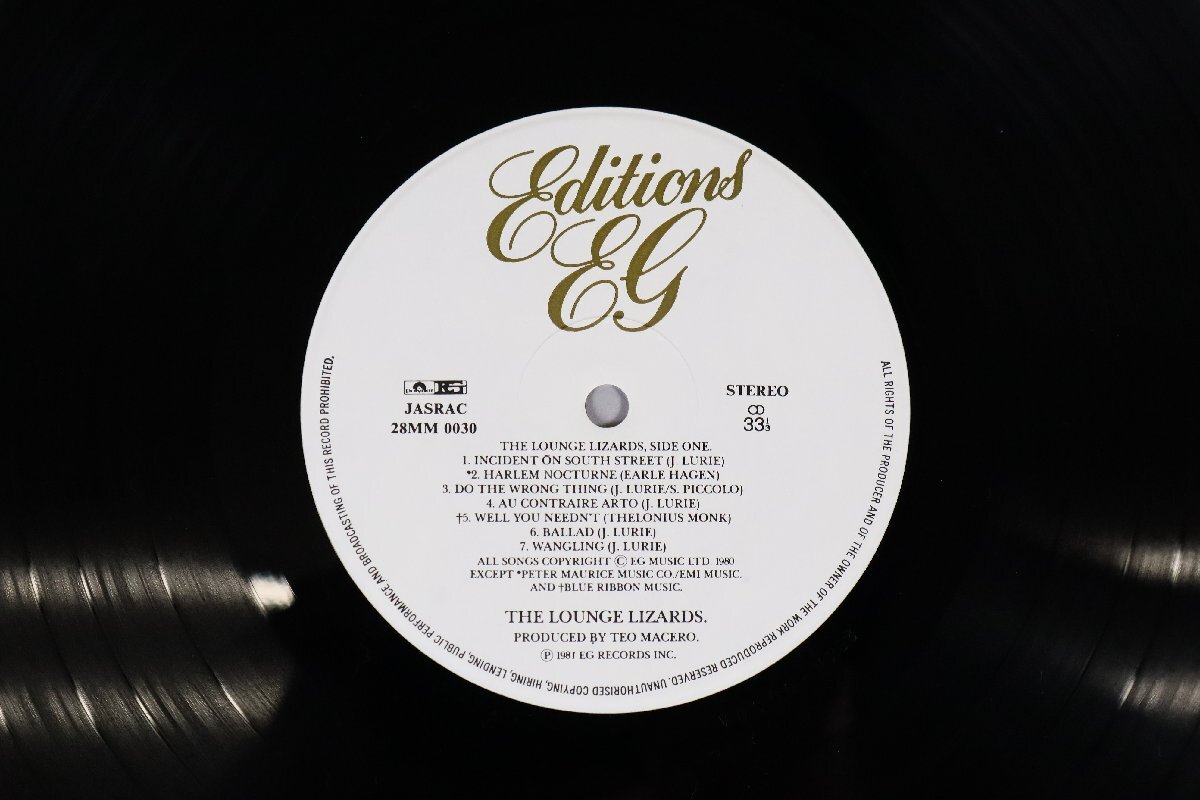 Editions
EG
JASRAC
28MM 0030
STEREO
33 1/3
THE LOUNGE LIZARDS, SIDE ONE.
1. INCIDENT ON SOUTH STREET (J. LURIE)
*2. HARLEM NOCTURNE (EARLE HAGEN)
3. DO THE WRONG THING (J. LURIE/S. PICCOLO)
4. AU CONTRAIRE ARTO (J. LURIE)
†5. WELL YOU NEEDN'T (THELONIUS MONK)
6. BALLAD (J. LURIE)
7. WANGLING (J. LURIE)
ALL SONGS COPYRIGHT Ⓒ EG MUSIC LTD. 1980
EXCEPT *PETER MAURICE MUSIC CO./EMI MUSIC.
AND †BLUE RIBBON MUSIC.
THE LOUNGE LIZARDS.
PRODUCED BY TEO MACERO.
Ⓟ 1981 EG RECORDS INC.
ALL RIGHTS OF THE PRODUCER AND OF THE OWNER OF THE WORK REPRODUCED RESERVED. UNAUTHORISED COPYING, HIRING, LENDING, PUBLIC PERFORMANCE AND BROADCASTING OF THIS RECORD PROHIBITED.